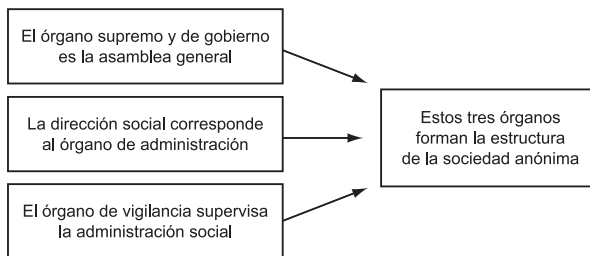 El órgano supremo y de gobierno
es la asamblea general
La dirección social corresponde
al órgano de administración
El órgano de vigilancia supervisa
la administración social
Estos tres órganos
forman la estructura
de la sociedad anónima